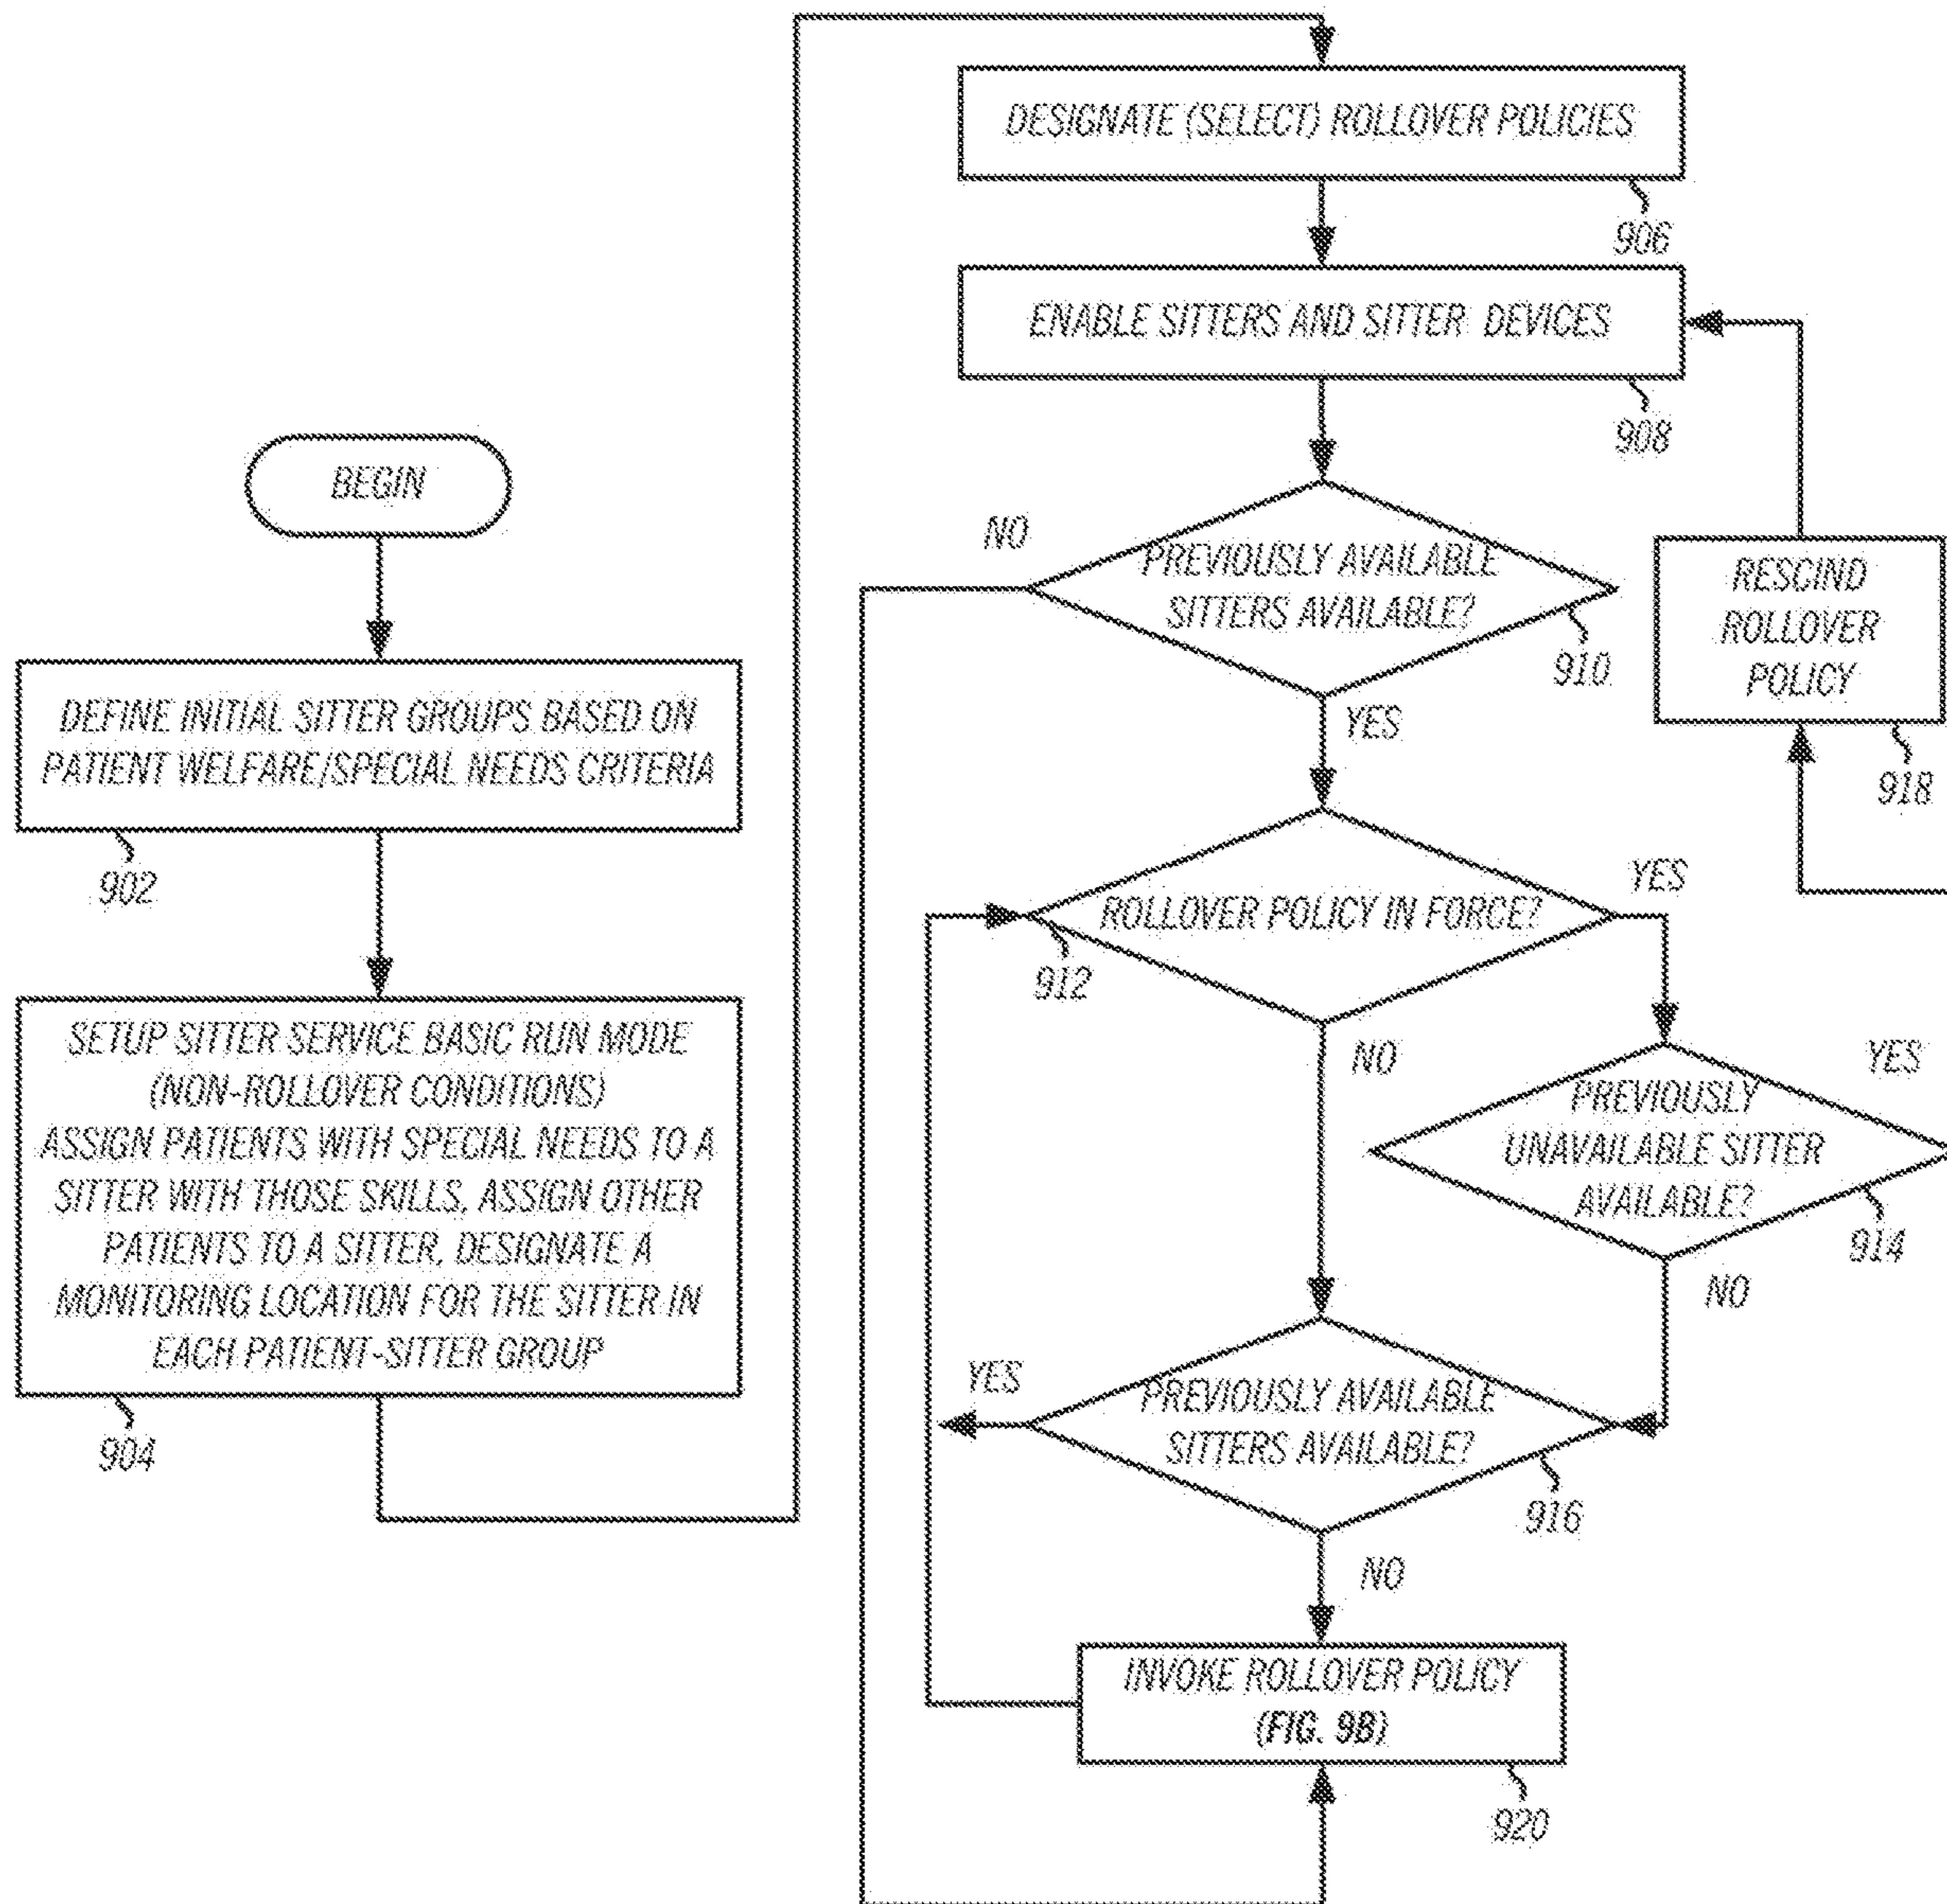 BEGIN
DEFINE INITIAL SITTER GROUPS BASED ON
PATIENT WELFARE/SPECIAL NEEDS CRITERIA
902
SETUP SITTER SERVICE BASIC RUN MODE
(NON-ROLLOVER CONDITIONS)
ASSIGN PATIENTS WITH SPECIAL NEEDS TO A
SITTER WITH THOSE SKILLS, ASSIGN OTHER
PATIENTS TO A SITTER, DESIGNATE A
MONITORING LOCATION FOR THE SITTER IN
EACH PATIENT-SITTER GROUP
904
DESIGNATE (SELECT) ROLLOVER POLICIES
906
ENABLE SITTERS AND SITTER DEVICES
908
NO
PREVIOUSLY AVAILABLE
SITTERS AVAILABLE?
910
YES
RESCIND
ROLLOVER
POLICY
918
ROLLOVER POLICY IN FORCE?
912
YES
NO
PREVIOUSLY
UNAVAILABLE SITTER
AVAILABLE?
914
YES
NO
PREVIOUSLY AVAILABLE
SITTERS AVAILABLE?
916
YES
NO
INVOKE ROLLOVER POLICY
(FIG. 9B)
920